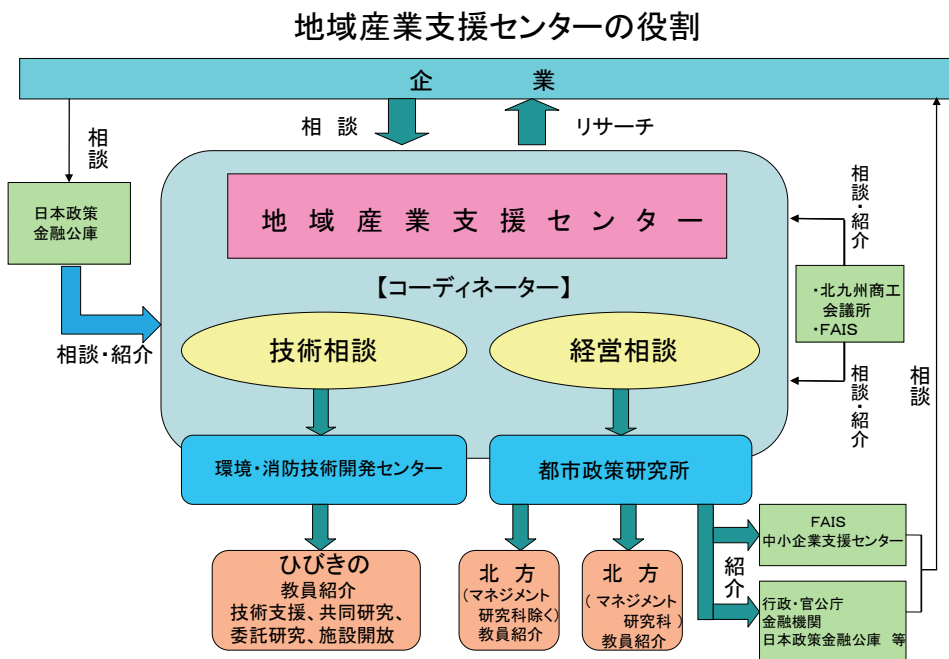 地域産業支援センターの役割
企　業
相 談
リサーチ
相談
日本政策
金融公庫
相談・紹介
地域産業支援センター
【コーディネーター】
技術相談
経営相談
相談・紹介
・北九州商工
会議所
・FAIS
相談・紹介
相談
環境・消防技術開発センター
都市政策研究所
ひびきの
教員紹介
技術支援、共同研究、
委託研究、施設開放
北 方
(マネジメント
研究科除く)
教員紹介
北 方
(マネジメント
研究科)
教員紹介
紹介
FAIS
中小企業支援センター
行政・官公庁
金融機関
日本政策金融公庫 等